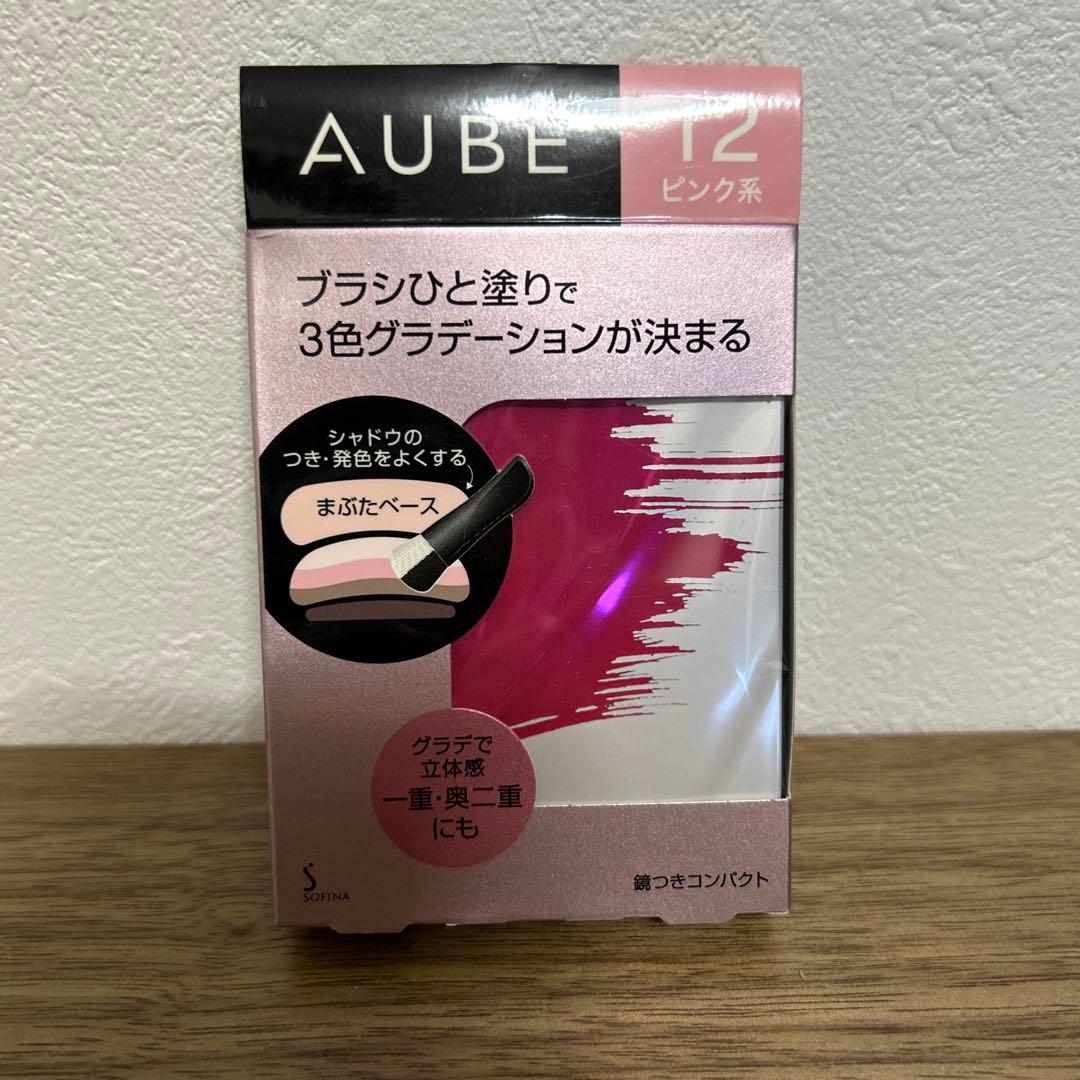 AUBE
12
ピンク系
ブラシひと塗りで
3色グラデーションが決まる
シャドウの
つき・発色をよくする
まぶたベース
グラデで
立体感
一重・奥二重
にも
SOFINA
鏡つきコンパクト